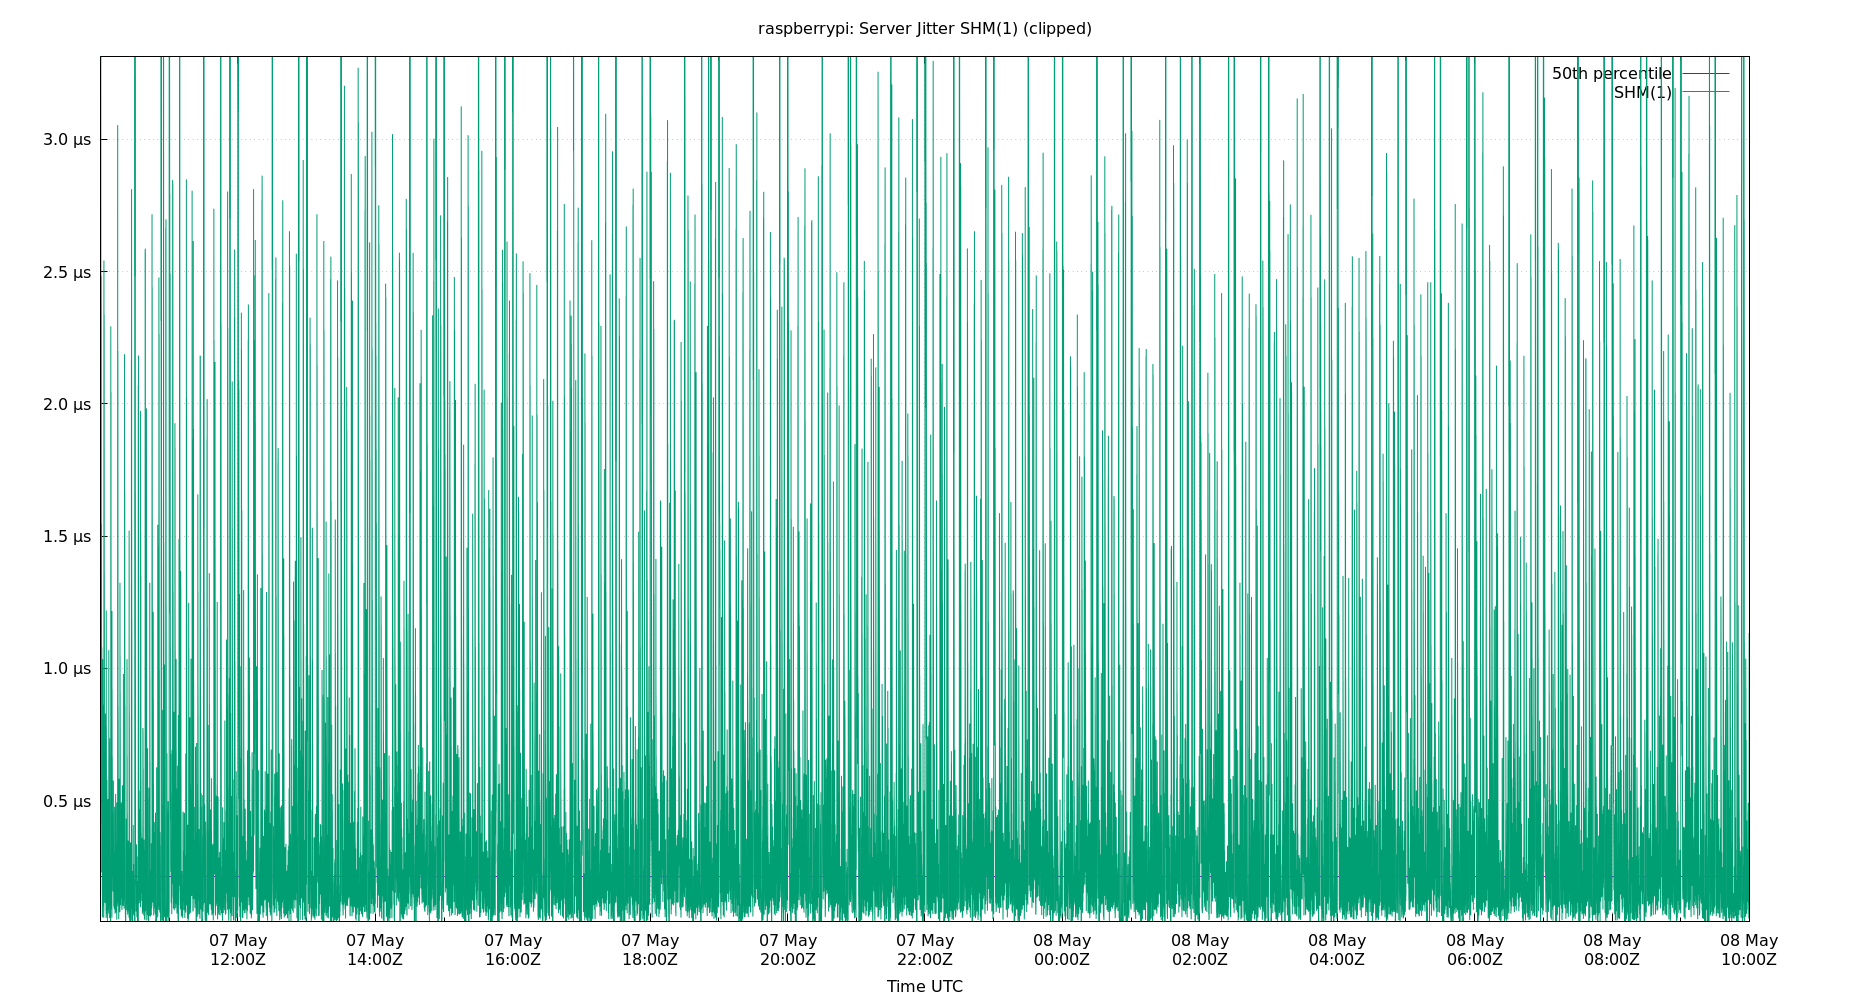 raspberrypi: Server Jitter SHM(1) (clipped)
50th percentile
SHM(1)
3.0 µs
2.5 µs
2.0 µs
1.5 µs
1.0 µs
0.5 µs
07 May 07 May 07 May 07 May 07 May 07 May 08 May 08 May 08 May 08 May 08 May 08 May
12:00Z 14:00Z 16:00Z 18:00Z 20:00Z 22:00Z 00:00Z 02:00Z 04:00Z 06:00Z 08:00Z 10:00Z
Time UTC